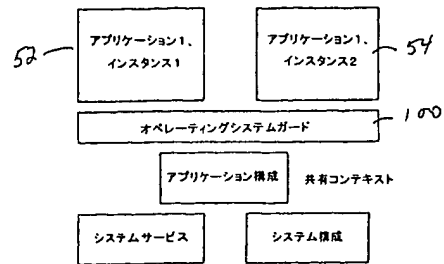 アプリケーション1、
インスタンス1
アプリケーション1、
インスタンス2
52
54
オペレーティングシステムガード
100
アプリケーション構成
共有コンテキスト
システムサービス
システム構成